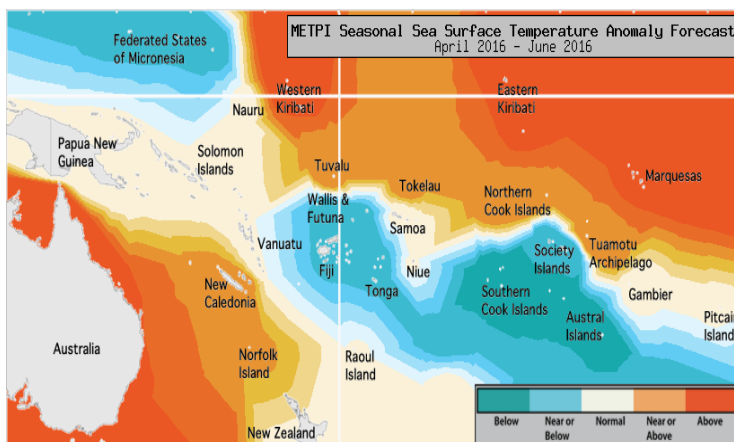 METPI Seasonal Sea Surface Temperature Anomaly Forecast
April 2016 - June 2016
Federated States
of Micronesia
Western
Kiribati
Eastern
Kiribati
Nauru
Papua New
Guinea
Solomon
Islands
Tuvalu
Tokelau
Marquesas
Northern
Cook Islands
Wallis &
Futuna
Samoa
Vanuatu
Fiji
Niue
Tonga
Society
Islands
Tuamotu
Archipelago
New
Caledonia
Southern
Cook Islands
Gambier
Austral
Islands
Pitcair
Island
Australia
Norfolk
Island
Raoul
Island
New Zealand
Below
Near or
Below
Normal
Near or
Above
Above